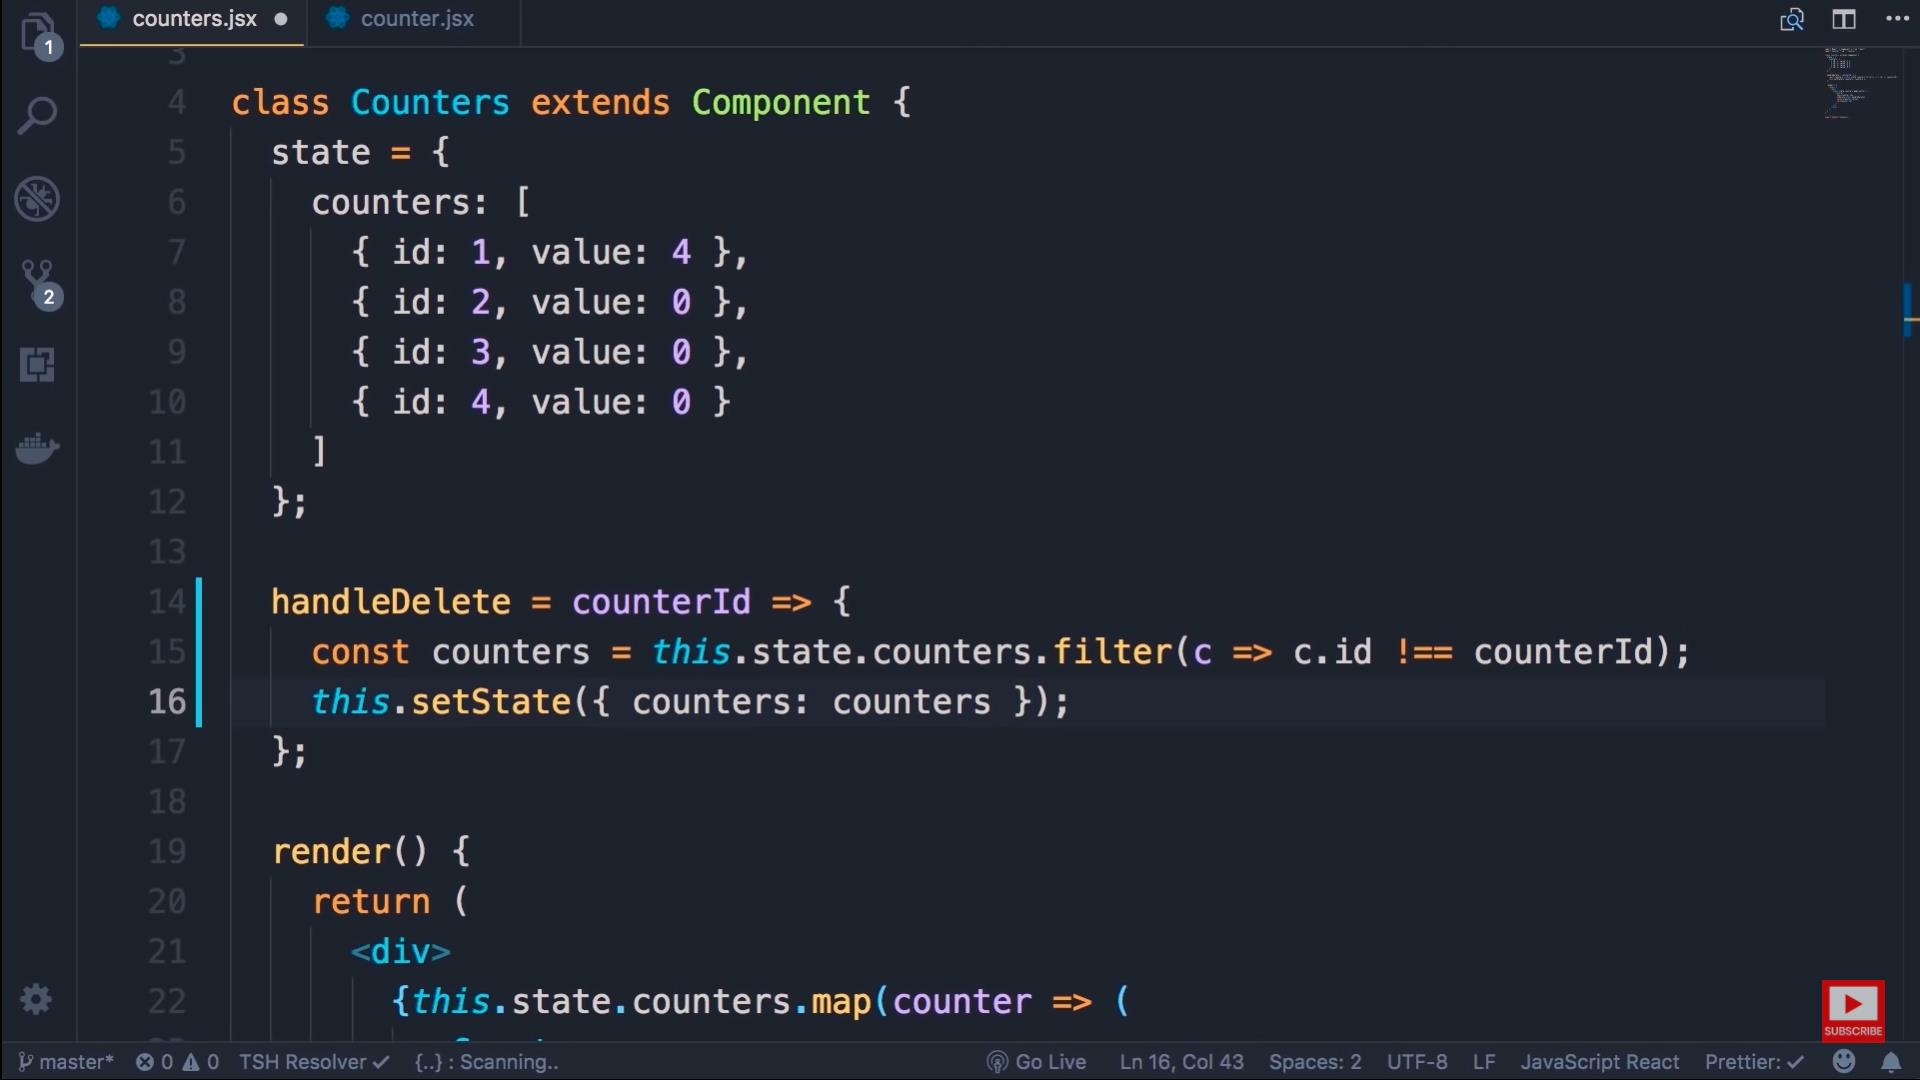 1
counters.jsx
counter.jsx
3
4 class Counters extends Component {
5 state = {
6 counters: [
7 { id: 1, value: 4 },
8 { id: 2, value: 0 },
9 { id: 3, value: 0 },
10 { id: 4, value: 0 }
11 ]
12 };
13
14 handleDelete = counterId => {
15 const counters = this.state.counters.filter(c => c.id !== counterId);
16 this.setState({ counters: counters });
17 };
18
19 render() {
20 return (
21 <div>
22 {this.state.counters.map(counter => (
2
SUBSCRIBE
master* 0 0 TSH Resolver {..} : Scanning.. Go Live Ln 16, Col 43 Spaces: 2 UTF-8 LF JavaScript React Prettier: